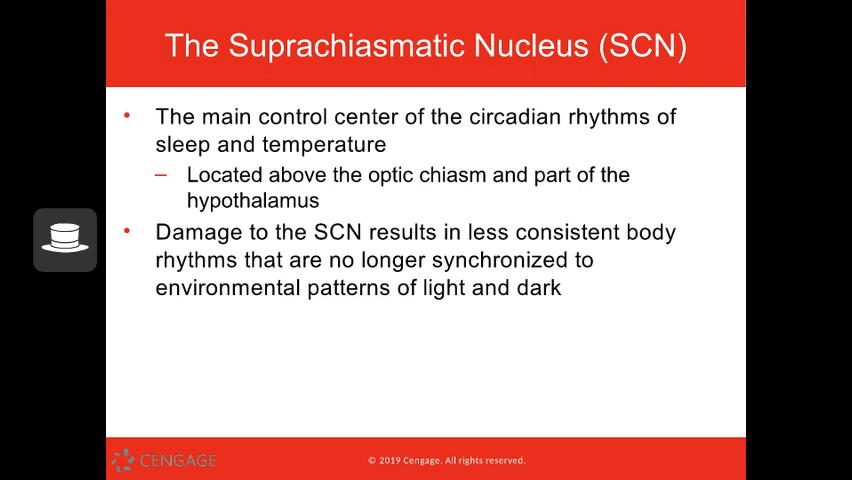 The Suprachiasmatic Nucleus (SCN)
• The main control center of the circadian rhythms of
sleep and temperature
– Located above the optic chiasm and part of the
hypothalamus
• Damage to the SCN results in less consistent body
rhythms that are no longer synchronized to
environmental patterns of light and dark
CENGAGE
© 2019 Cengage. All rights reserved.